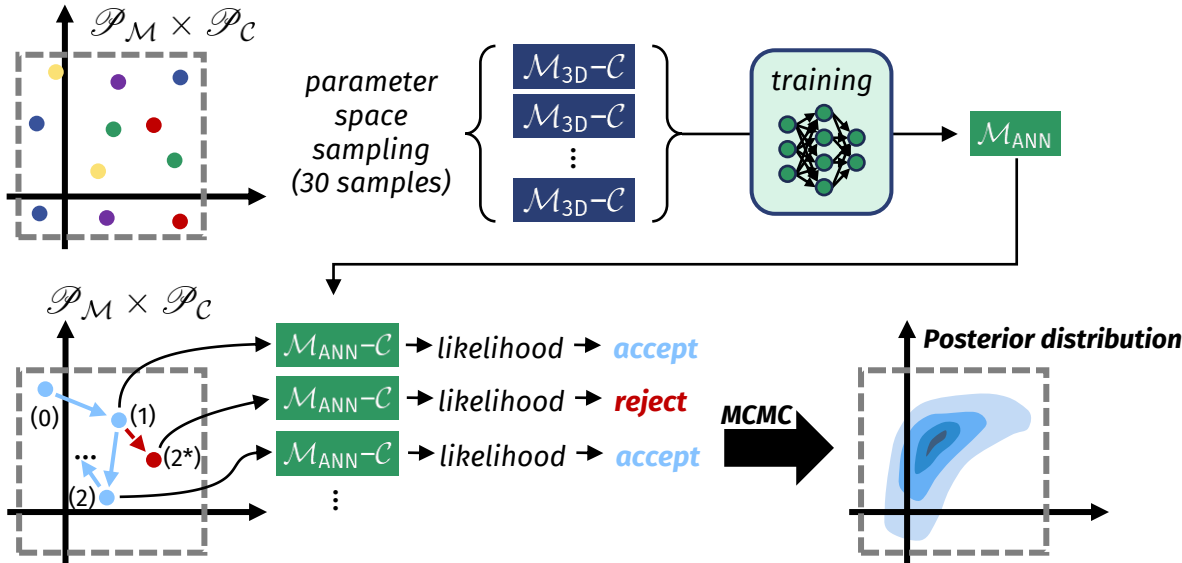 𝒫_ℳ × 𝒫_𝒞
parameter
space
sampling
(30 samples)
ℳ_3D–𝒞
ℳ_3D–𝒞
⋮
ℳ_3D–𝒞
training
ℳ_ANN
𝒫_ℳ × 𝒫_𝒞
(0)
(1)
(2*)
...
(2)
ℳ_ANN–𝒞
likelihood
accept
ℳ_ANN–𝒞
likelihood
reject
ℳ_ANN–𝒞
likelihood
accept
⋮
MCMC
Posterior distribution